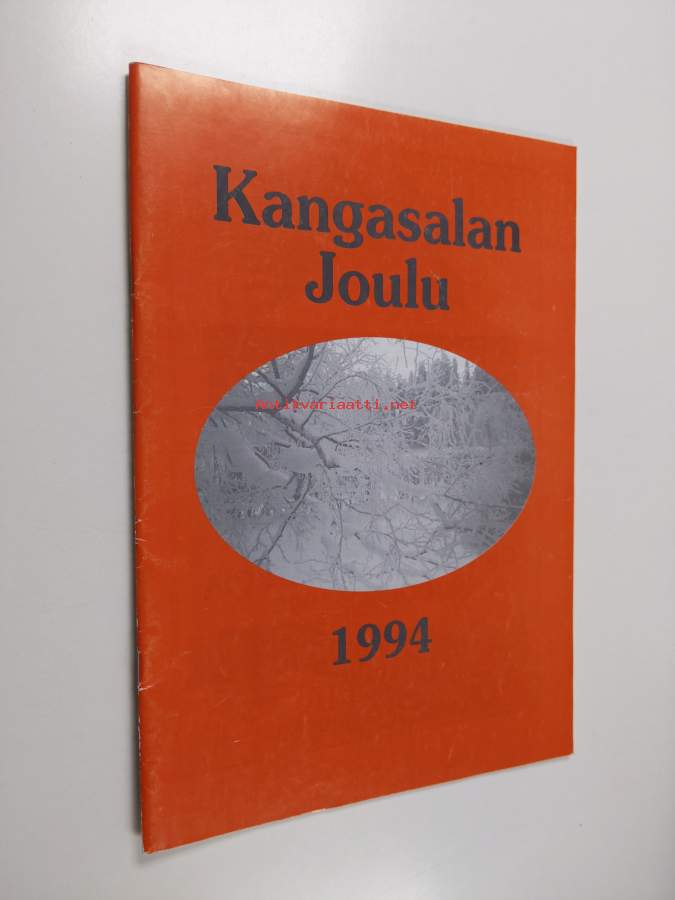 Kangasalan
Joulu
antikvariaatti.net
1994